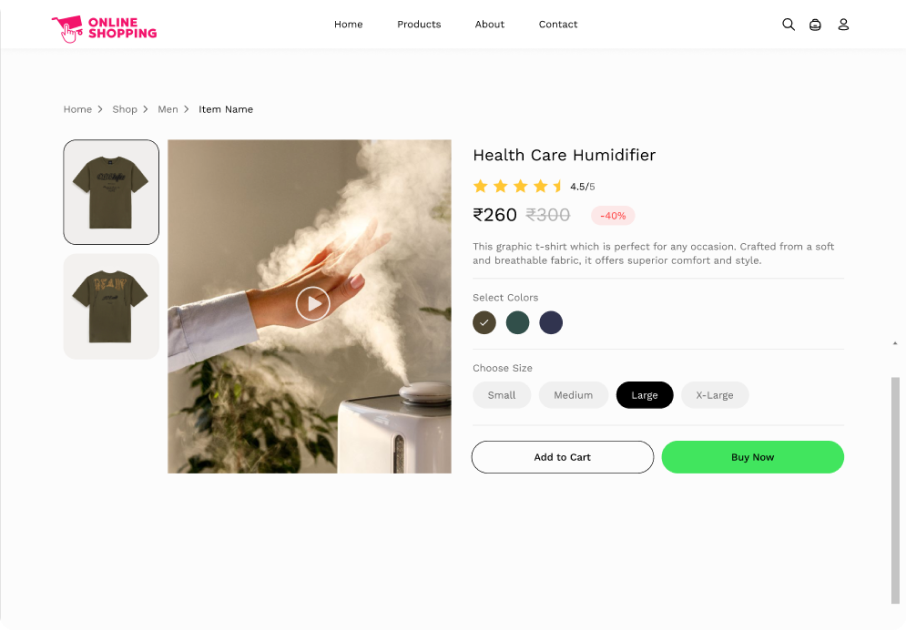 ONLINE
SHOPPING
Home Products About Contact
Home > Shop > Men > Item Name
Health Care Humidifier
4.5/5
₹260 ₹300 -40%
This graphic t-shirt which is perfect for any occasion. Crafted from a soft
and breathable fabric, it offers superior comfort and style.
Select Colors
Choose Size
Small Medium Large X-Large
Add to Cart Buy Now